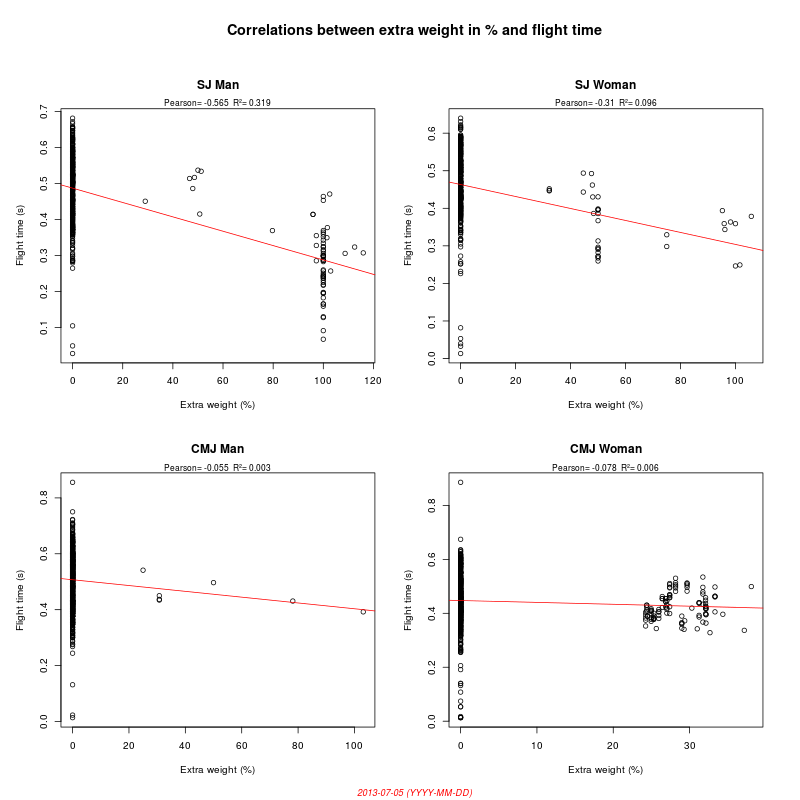 Correlations between extra weight in % and flight time
SJ Man
Pearson= -0.565 R²= 0.319
Flight time (s)
0.1 0.2 0.3 0.4 0.5 0.6 0.7
0 20 40 60 80 100 120
Extra weight (%)
SJ Woman
Pearson= -0.31 R²= 0.096
Flight time (s)
0.0 0.1 0.2 0.3 0.4 0.5 0.6
0 20 40 60 80 100
Extra weight (%)
CMJ Man
Pearson= -0.055 R²= 0.003
Flight time (s)
0.0 0.2 0.4 0.6 0.8
0 20 40 60 80 100
Extra weight (%)
CMJ Woman
Pearson= -0.078 R²= 0.006
Flight time (s)
0.0 0.2 0.4 0.6 0.8
0 10 20 30
Extra weight (%)
2013-07-05 (YYYY-MM-DD)